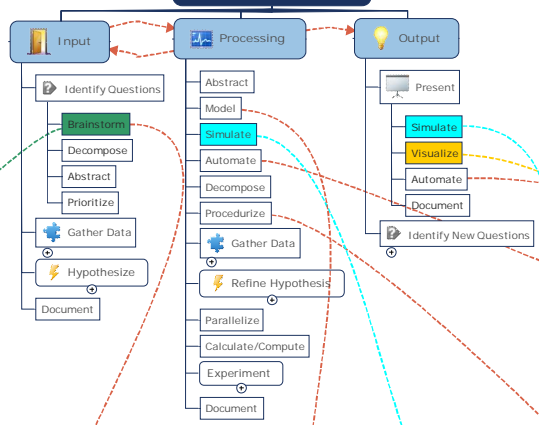 Input
Processing
Output
Identify Questions
Brainstorm
Decompose
Abstract
Prioritize
Gather Data
Hypothesize
Document
Abstract
Model
Simulate
Automate
Decompose
Procedurize
Gather Data
Refine Hypothesis
Parallelize
Calculate/Compute
Experiment
Document
Present
Simulate
Visualize
Automate
Document
Identify New Questions